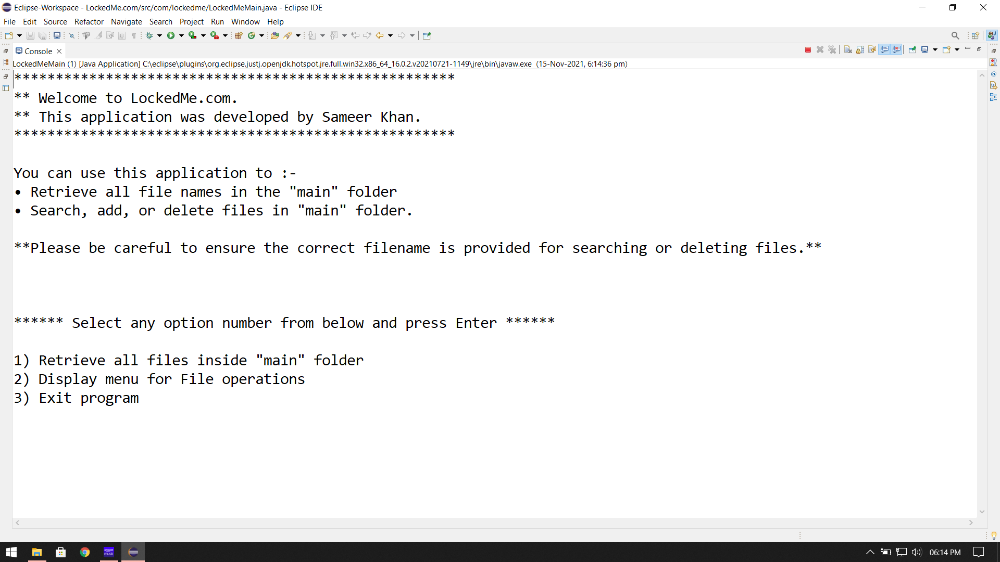 Eclipse-Workspace - LockedMe.com/src/com/lockedme/LockedMeMain.java - Eclipse IDE
File Edit Source Refactor Navigate Search Project Run Window Help
Console
LockedMeMain (1) [Java Application] C:\eclipse\plugins\org.eclipse.justj.openjdk.hotspot.jre.full.win32.x86_64_16.0.2.v20210721-1149\jre\bin\javaw.exe (15-Nov-2021, 6:14:36 pm)
*****************************************************
** Welcome to LockedMe.com.
** This application was developed by Sameer Khan.
*****************************************************
You can use this application to :-
• Retrieve all file names in the "main" folder
• Search, add, or delete files in "main" folder.
**Please be careful to ensure the correct filename is provided for searching or deleting files.**
****** Select any option number from below and press Enter ******
1) Retrieve all files inside "main" folder
2) Display menu for File operations
3) Exit program
amazon music
06:14 PM